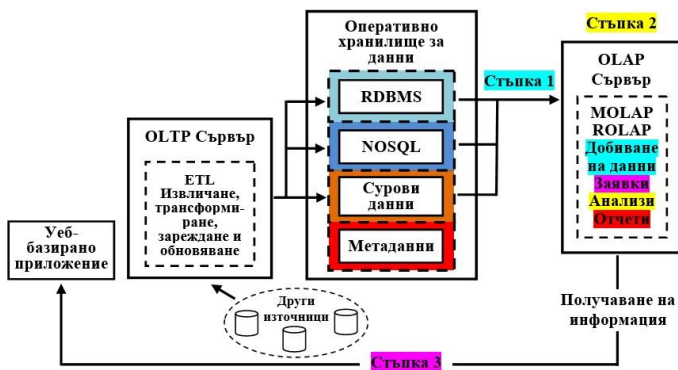 Уеб-
базирано
приложение
OLTP Сървър
ETL
Извличане,
трансформи-
ране,
зареждане и
обновяване
Други
източници
Оперативно
хранилище за
данни
RDBMS
NOSQL
Сурови
данни
Метаданни
Стъпка 1
Стъпка 2
OLAP
Сървър
MOLAP
ROLAP
Добиване
на данни
Заявки
Анализи
Отчети
Получаване на
информация
Стъпка 3